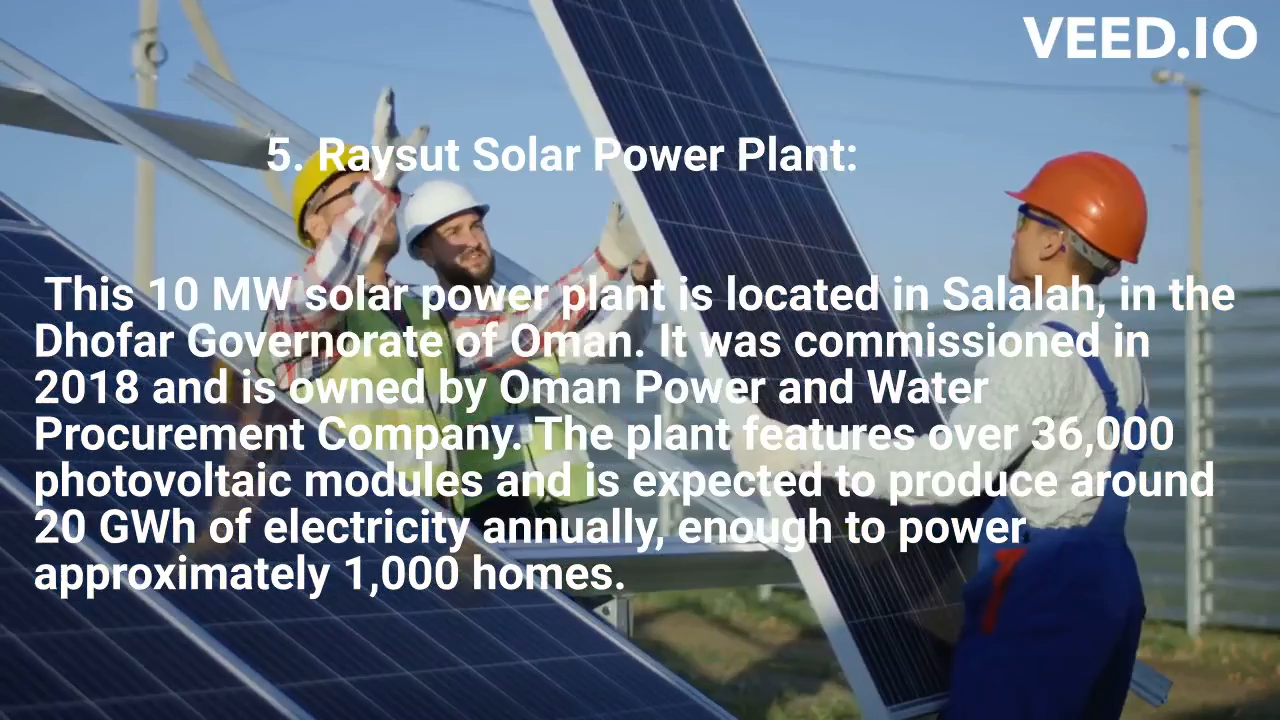 VEED.IO
5. Raysut Solar Power Plant:
This 10 MW solar power plant is located in Salalah, in the
Dhofar Governorate of Oman. It was commissioned in
2018 and is owned by Oman Power and Water
Procurement Company. The plant features over 36,000
photovoltaic modules and is expected to produce around
20 GWh of electricity annually, enough to power
approximately 1,000 homes.